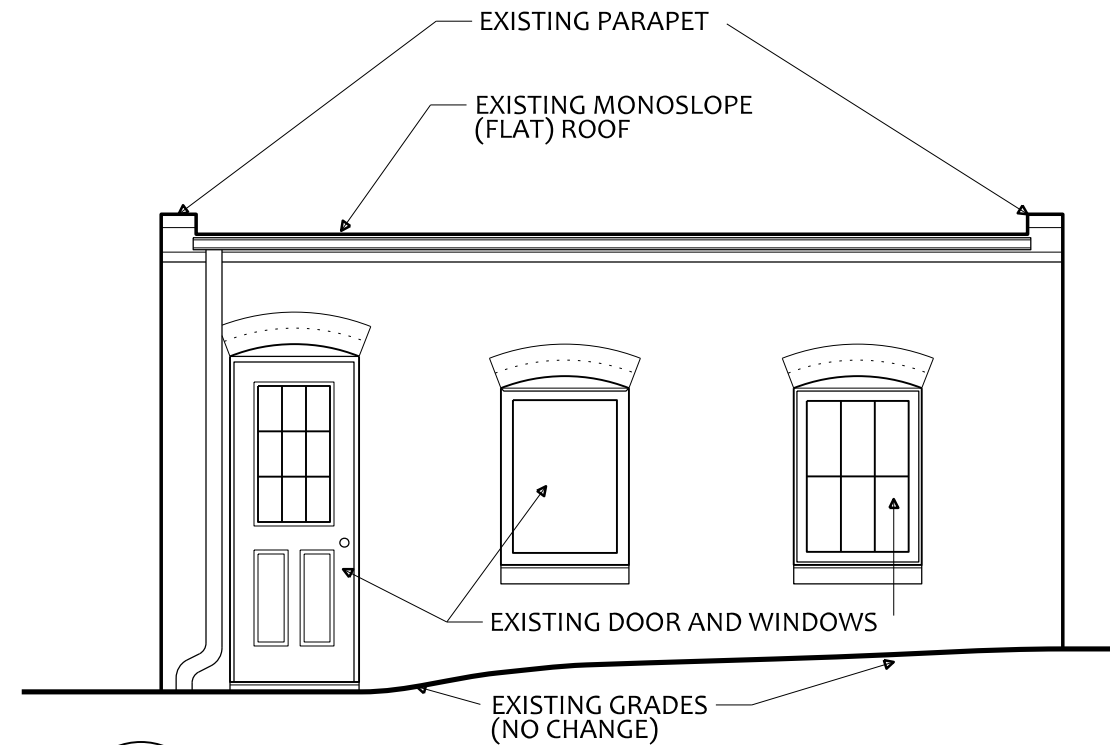 EXISTING PARAPET
EXISTING MONOSLOPE
(FLAT) ROOF
EXISTING DOOR AND WINDOWS
EXISTING GRADES
(NO CHANGE)